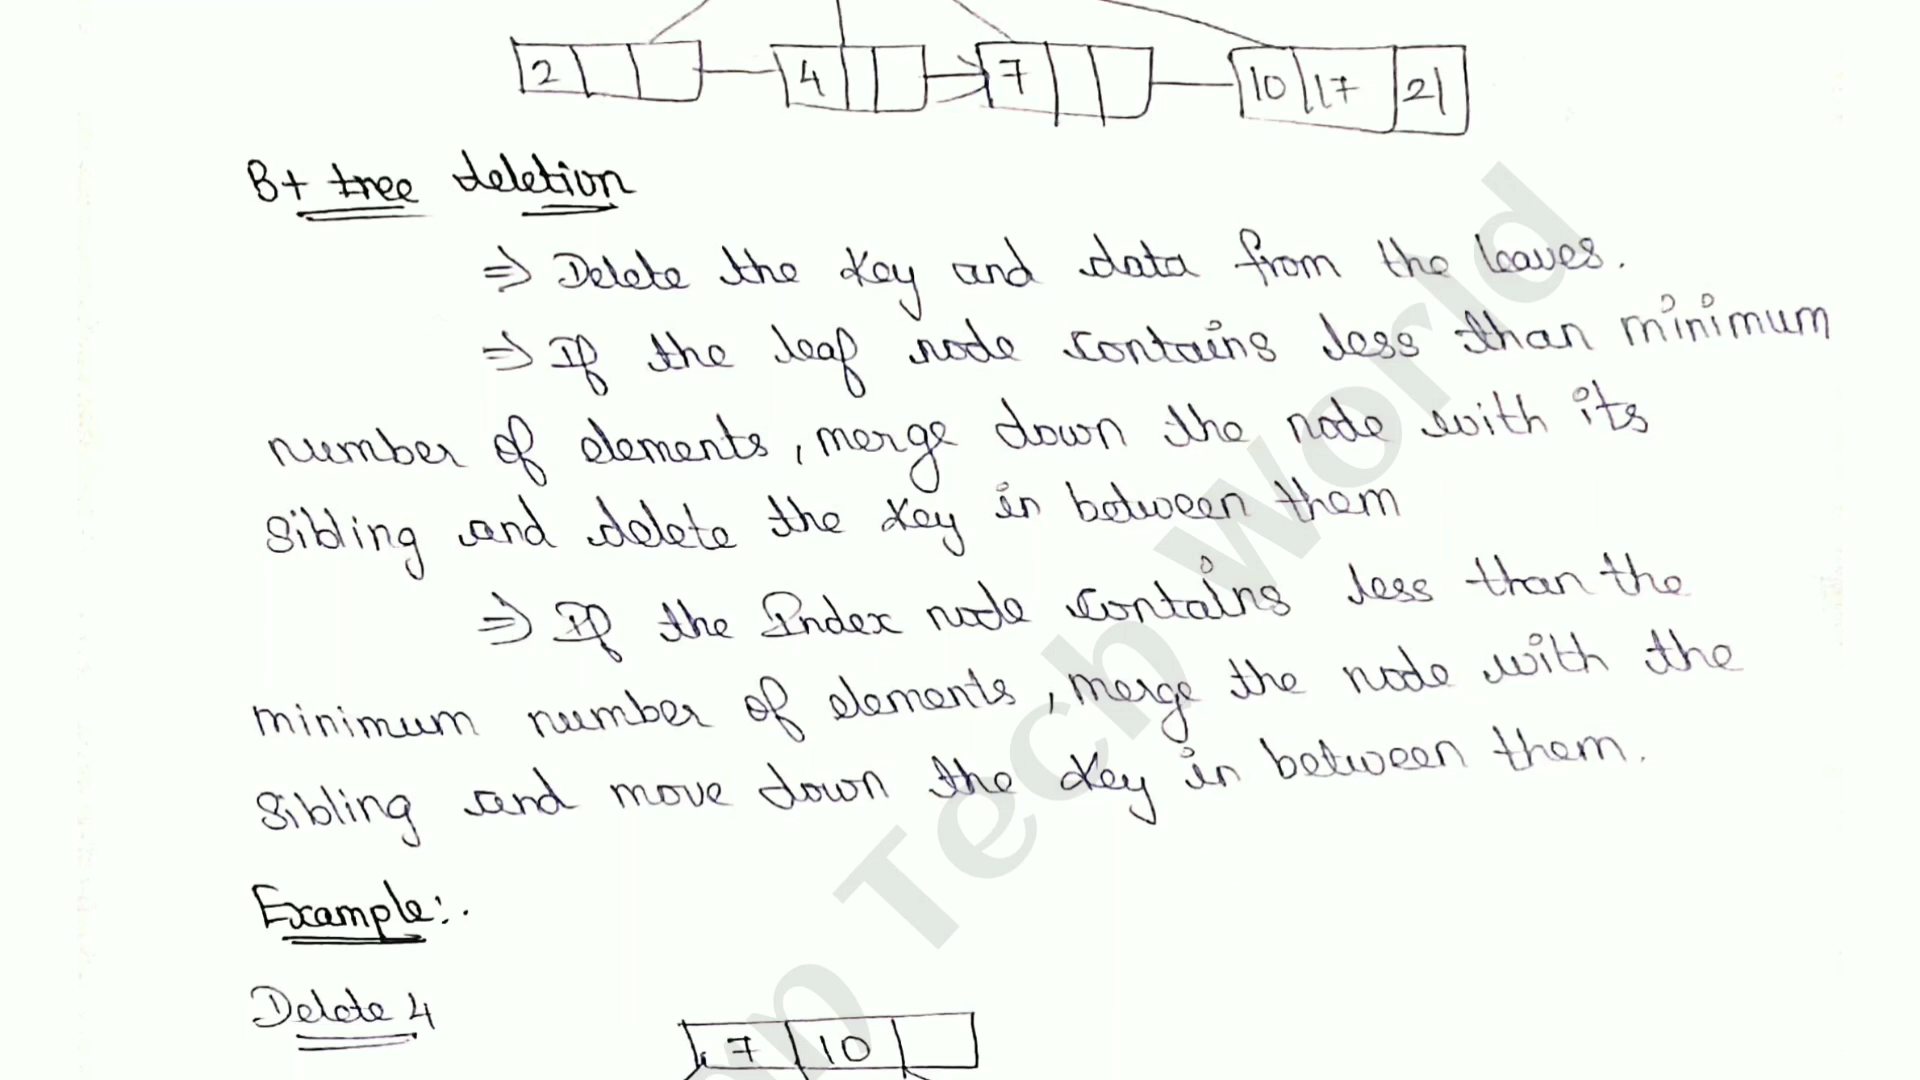 2 4 7 10 17 21
B+ tree deletion
⇒ Delete the key and data from the leaves.
⇒ If the leaf node contains less than minimum
number of elements, merge down the node with its
sibling and delete the key in between them
⇒ If the Index node contains less than the
minimum number of elements, merge the node with the
sibling and move down the key in between them.
Example:.
Delete 4
7 10
Tech World